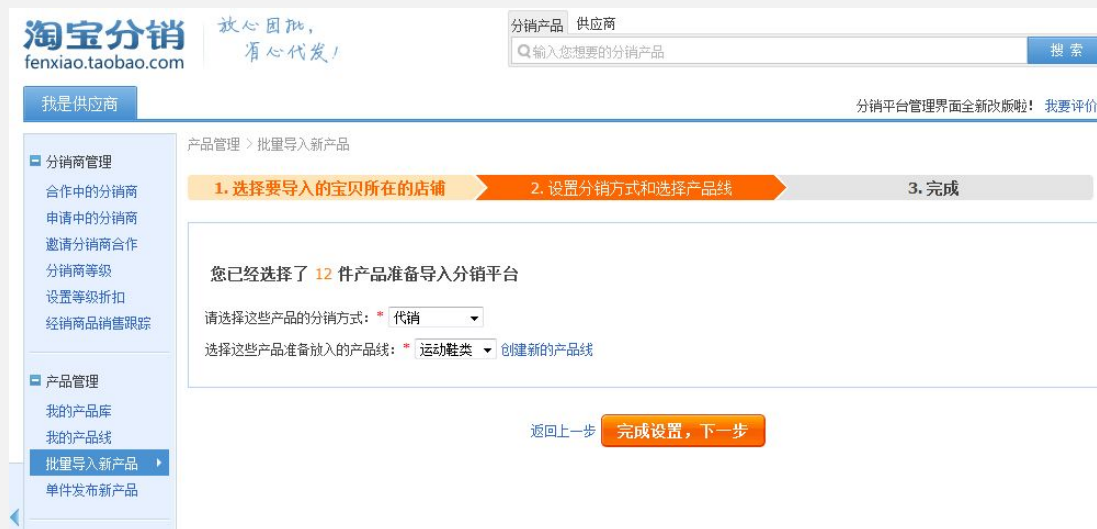 淘宝分销
fenxiao.taobao.com
放心囤批,
省心代发!
分销产品 供应商
输入您想要的分销产品
搜 索
我是供应商
分销平台管理界面全新改版啦! 我要评价
分销商管理
合作中的分销商
申请中的分销商
邀请分销商合作
分销商等级
设置等级折扣
经销商品销售跟踪
产品管理
我的产品库
我的产品线
批量导入新产品
单件发布新产品
产品管理 > 批量导入新产品
1. 选择要导入的宝贝所在的店铺
2. 设置分销方式和选择产品线
3. 完成
您已经选择了 12 件产品准备导入分销平台
请选择这些产品的分销方式: * 代销
选择这些产品准备放入的产品线: * 运动鞋类 创建新的产品线
返回上一步 完成设置,下一步